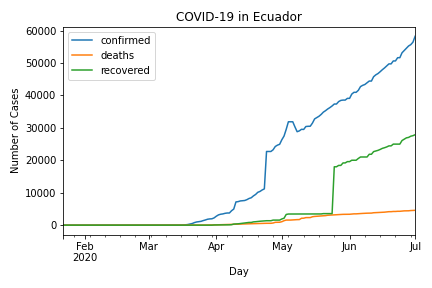 COVID-19 in Ecuador
confirmed
deaths
recovered
Number of Cases
60000
50000
40000
30000
20000
10000
0
Feb
2020
Mar
Apr
May
Jun
Jul
Day